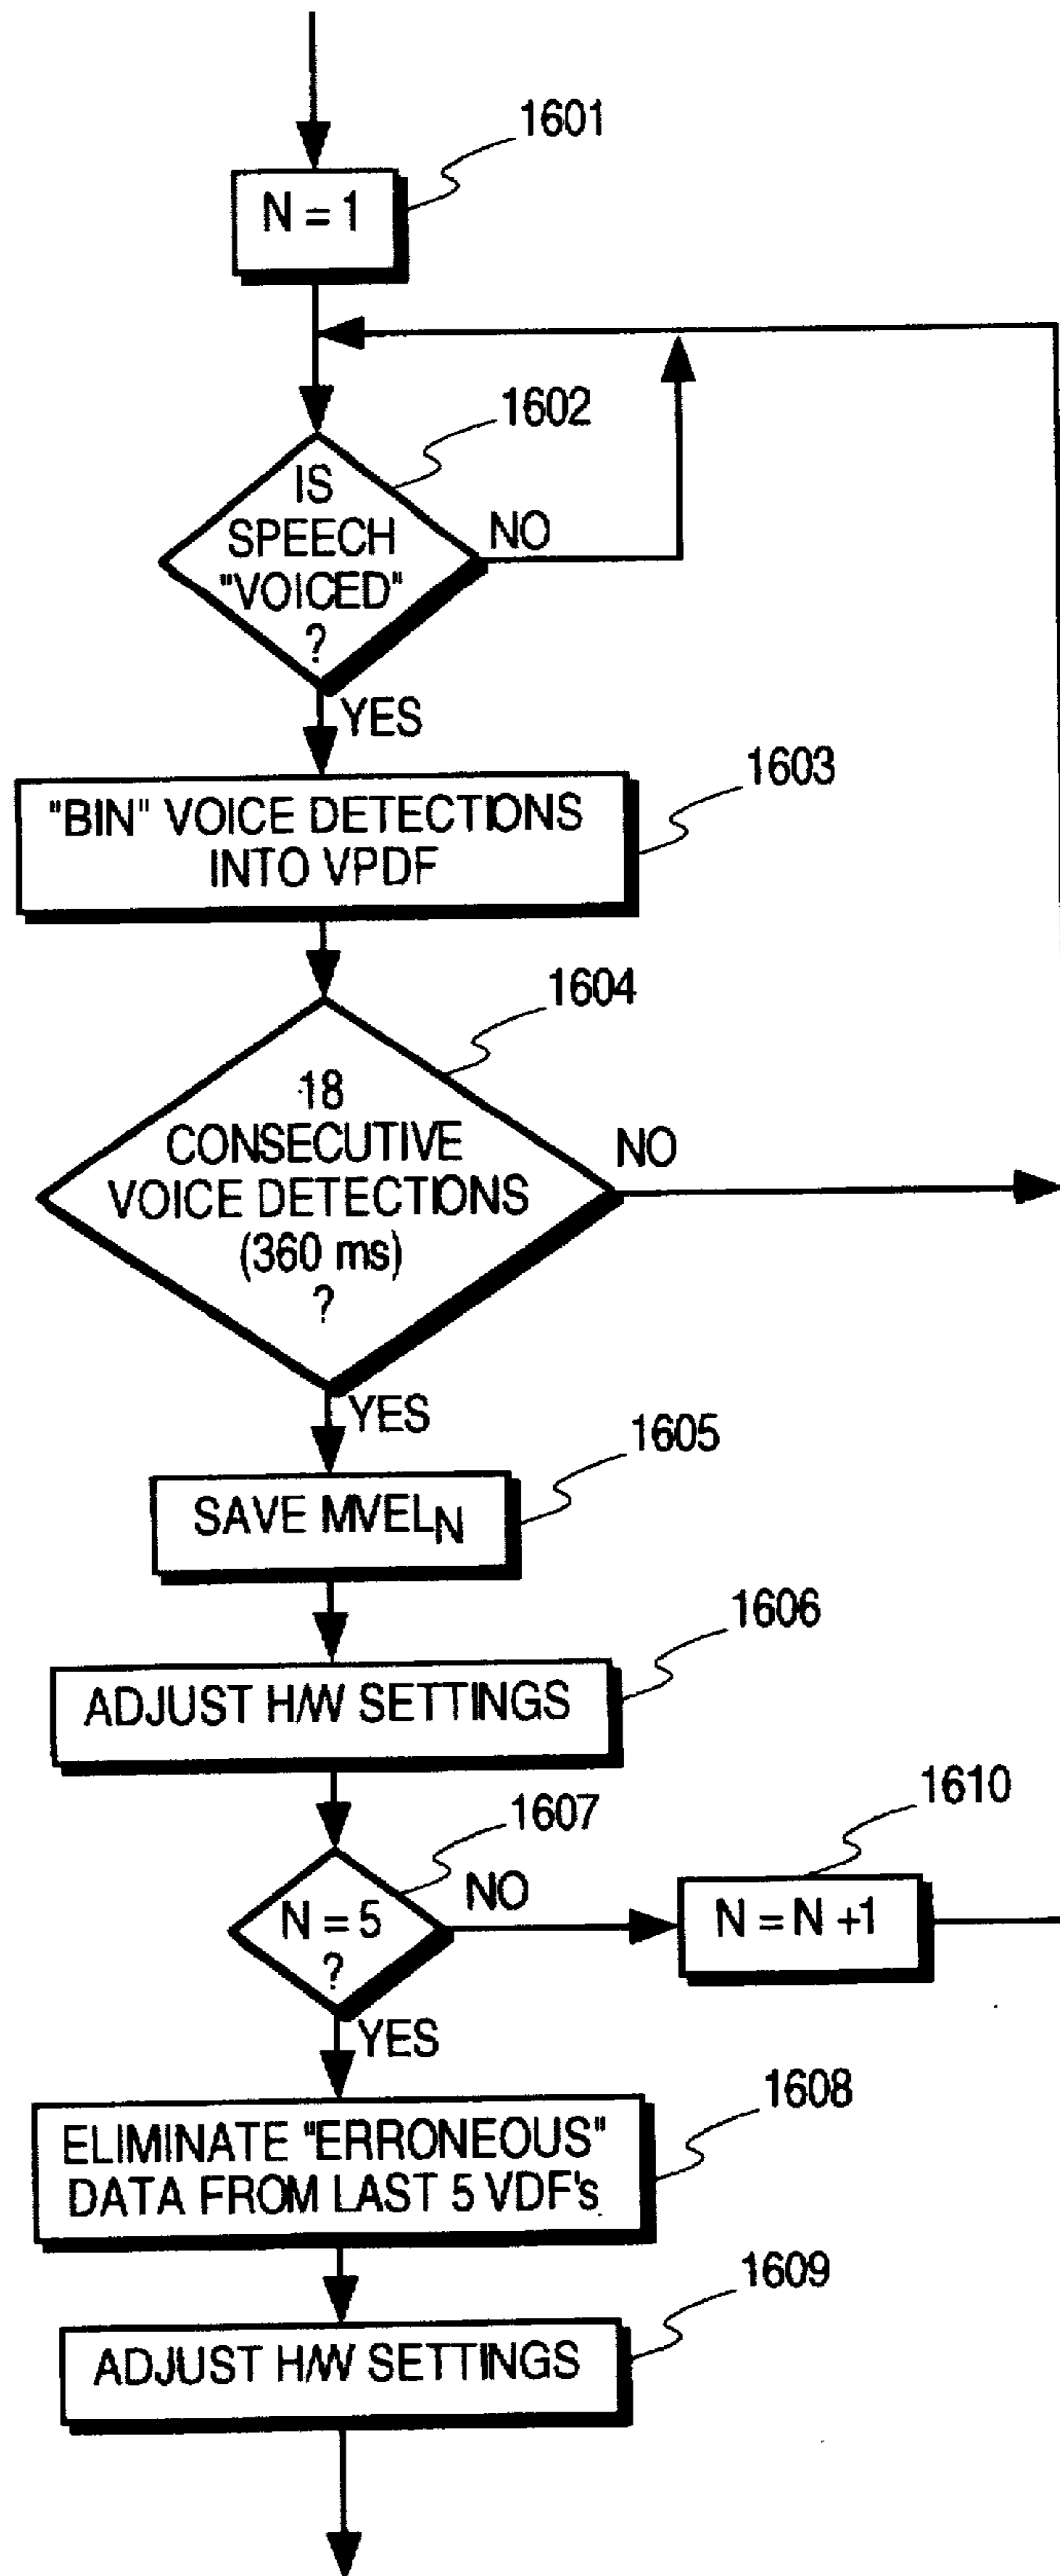 1601
N = 1
1602
IS
SPEECH
"VOICED"
?
NO
YES
1603
"BIN" VOICE DETECTIONS
INTO VPDF
1604
18
CONSECUTIVE
VOICE DETECTIONS
(360 ms)
?
NO
YES
1605
SAVE MVELN
1606
ADJUST H/W SETTINGS
1607
1610
N = 5
?
NO
N = N +1
YES
1608
ELIMINATE "ERRONEOUS"
DATA FROM LAST 5 VDF's
1609
ADJUST H/W SETTINGS